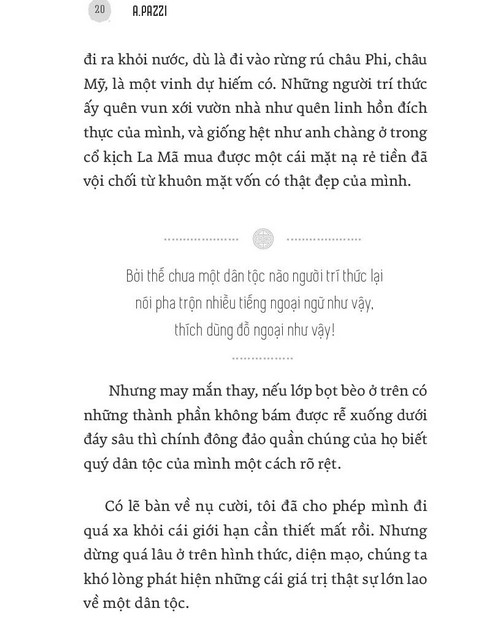 20 A.PAZZI
đi ra khỏi nước, dù là đi vào rừng rú châu Phi, châu
Mỹ, là một vinh dự hiếm có. Những người trí thức
ấy quên vun xới vườn nhà như quên linh hồn đích
thực của mình, và giống hệt như anh chàng ở trong
cổ kịch La Mã mua được một cái mặt nạ rẻ tiền đã
vội chối từ khuôn mặt vốn có thật đẹp của mình.
Bởi thế chưa một dân tộc nào người trí thức lại
nói pha trộn nhiều tiếng ngoại ngữ như vậy,
thích dùng đồ ngoại như vậy!
Nhưng may mắn thay, nếu lớp bọt bèo ở trên có
những thành phần không bám được rễ xuống dưới
đáy sâu thì chính đông đảo quần chúng của họ biết
quý dân tộc của mình một cách rõ rệt.
Có lẽ bàn về nụ cười, tôi đã cho phép mình đi
quá xa khỏi cái giới hạn cần thiết mất rồi. Nhưng
dừng quá lâu ở trên hình thức, diện mạo, chúng ta
khó lòng phát hiện những cái giá trị thật sự lớn lao
về một dân tộc.